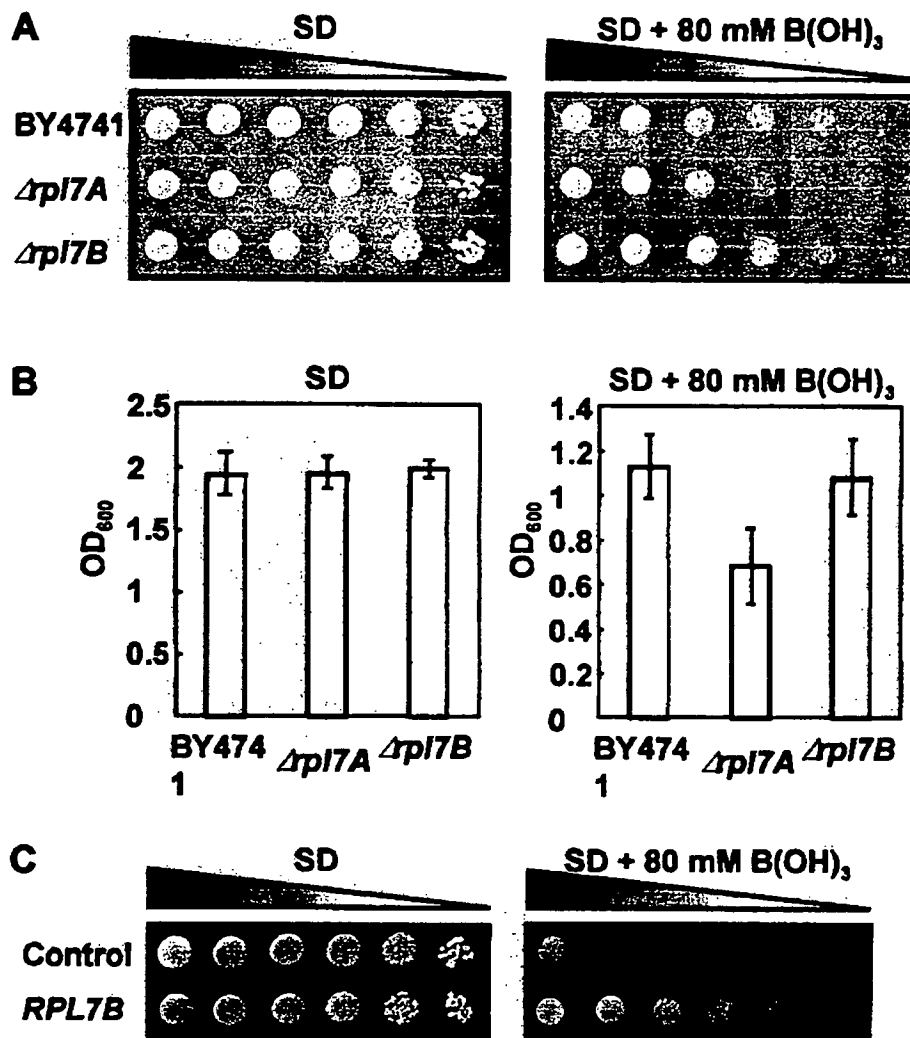 A
SD
SD + 80 mM B(OH)₃
BY4741
Δrpl7A
Δrpl7B
B
SD
SD + 80 mM B(OH)₃
2.5
2
1.5
1
0.5
0
OD₆₀₀
BY474
1
Δrpl7A
Δrpl7B
1.4
1.2
1
0.8
0.6
0.4
0.2
0
OD₆₀₀
BY474
1
Δrpl7A
Δrpl7B
C
SD
SD + 80 mM B(OH)₃
Control
RPL7B